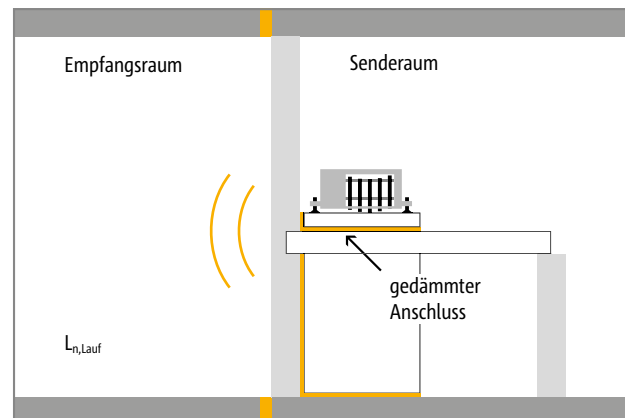 Empfangsraum
Senderaum
gedämmter
Anschluss
Ln,Lauf